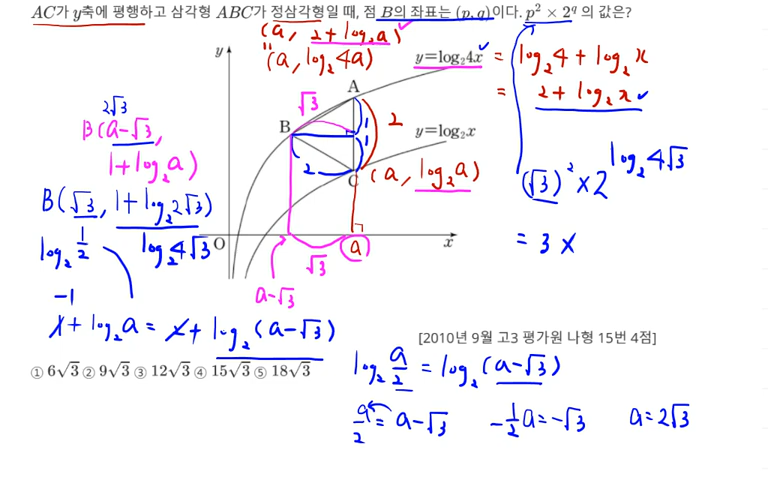 AC가 y축에 평행하고 삼각형 ABC가 정삼각형일 때, 점 B의 좌표는 (p, q)이다. p² × 2^q 의 값은?
(a, 2 + log₂a)
"(a, log₂4a)
y
y=log₂4x
= log₂4 + log₂x
= 2 + log₂x
2√3
B(a-√3,
1+log₂a)
√3
A
B
1
2
1
y=log₂x
2
C
(a, log₂a)
(√3)² × 2^log₂4√3
= 3 ×
B(√3, 1+log₂2√3)
log₂4√3
log₂ 1/2
-1
O
√3
a
x
a-√3
1+log₂a = 1+log₂(a-√3)
[2010년 9월 고3 평가원 나형 15번 4점]
① 6√3 ② 9√3 ③ 12√3 ④ 15√3 ⑤ 18√3
log₂ a/2 = log₂(a-√3)
a/2 = a-√3
-1/2a=-√3
a=2√3